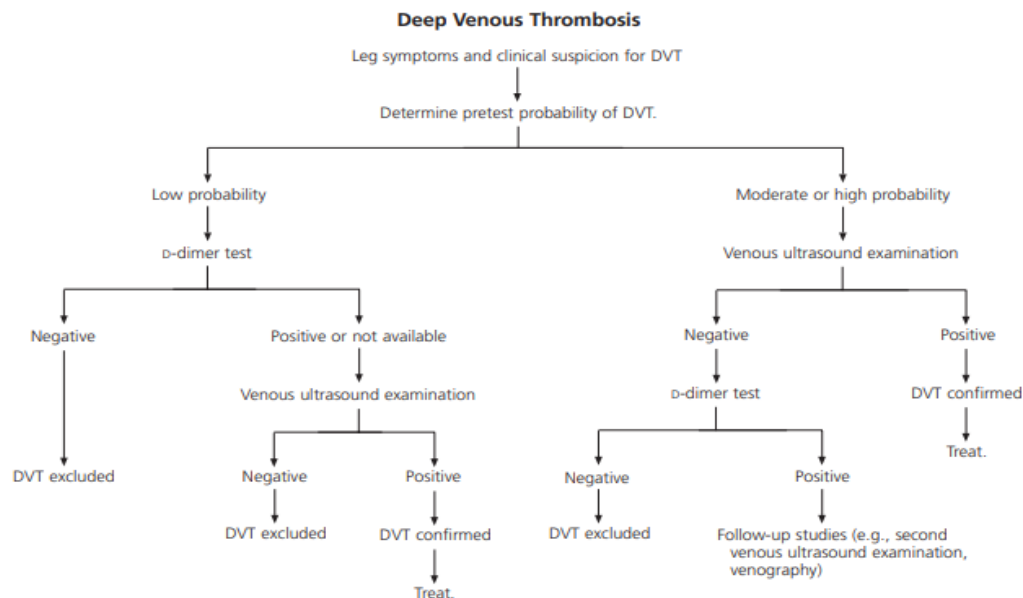 Deep Venous Thrombosis
Leg symptoms and clinical suspicion for DVT
Determine pretest probability of DVT.
Low probability
Moderate or high probability
D-dimer test
Venous ultrasound examination
Negative
Positive or not available
Negative
Positive
Venous ultrasound examination
D-dimer test
DVT confirmed
Treat.
DVT excluded
Negative
Positive
Negative
Positive
DVT excluded
DVT confirmed
DVT excluded
Follow-up studies (e.g., second
venous ultrasound examination,
venography)
Treat.